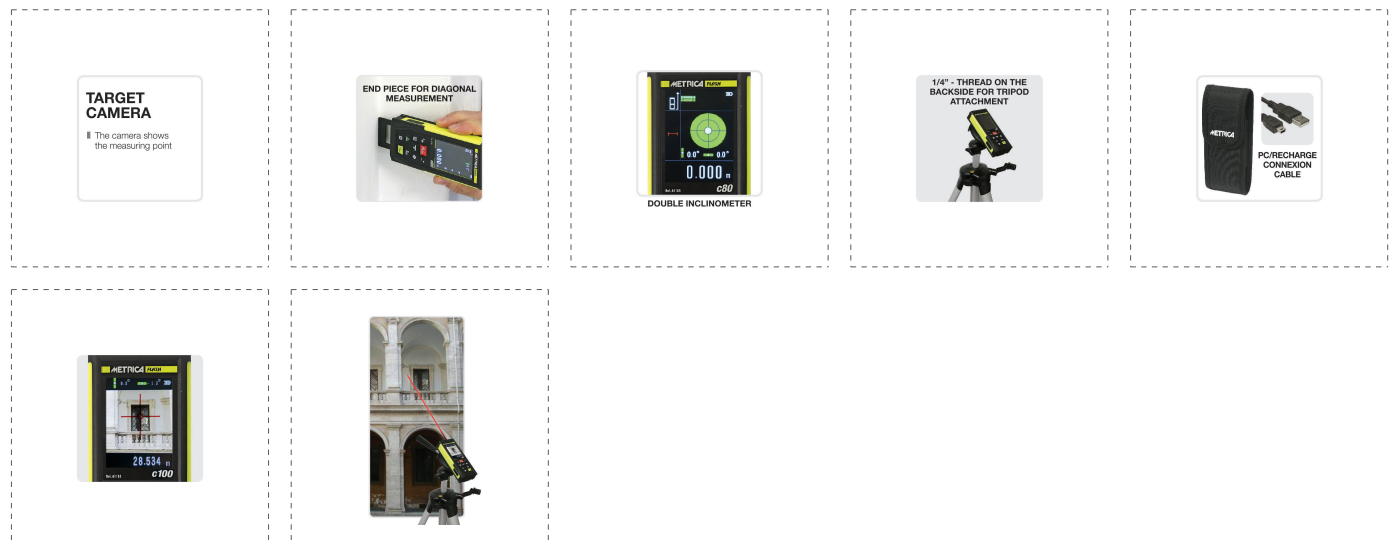 TARGET
CAMERA
The camera shows
the measuring point
END PIECE FOR DIAGONAL
MEASUREMENT
0.000
METRICA FLASH
0.0° 0.0°
0.000 m
c80
DOUBLE INCLINOMETER
1/4” - THREAD ON THE
BACKSIDE FOR TRIPOD
ATTACHMENT
METRICA
PC/RECHARGE
CONNEXION
CABLE
METRICA FLASH
28.534 m
c100